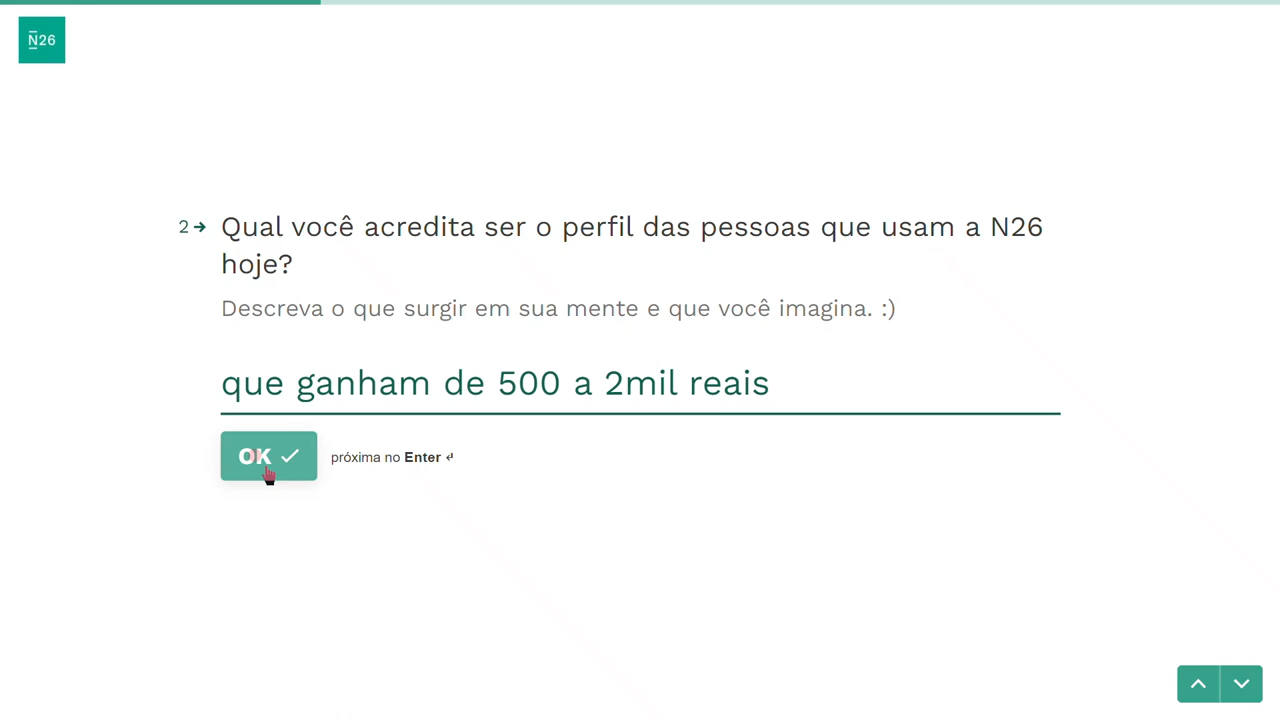 N26
2 Qual você acredita ser o perfil das pessoas que usam a N26
hoje?
Descreva o que surgir em sua mente e que você imagina. :)
que ganham de 500 a 2mil reais
OK próxima no Enter ↵